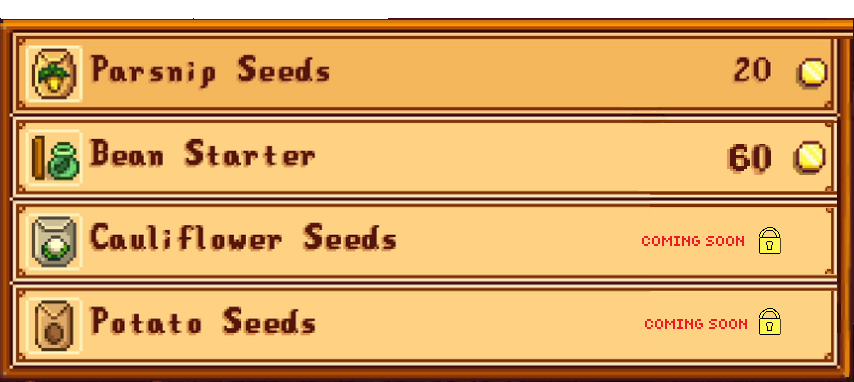 Parsnip Seeds 20
Bean Starter 60
Cauliflower Seeds COMING SOON
Potato Seeds COMING SOON